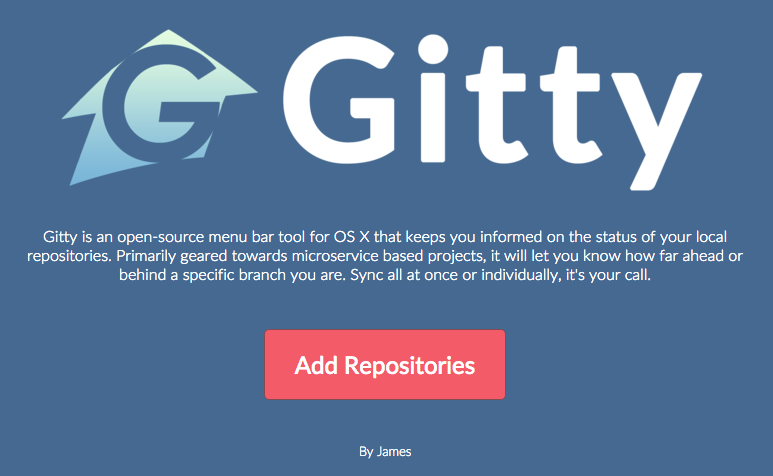 G Gitty
Gitty is an open-source menu bar tool for OS X that keeps you informed on the status of your local
repositories. Primarily geared towards microservice based projects, it will let you know how far ahead or
behind a specific branch you are. Sync all at once or individually, it's your call.
Add Repositories
By James